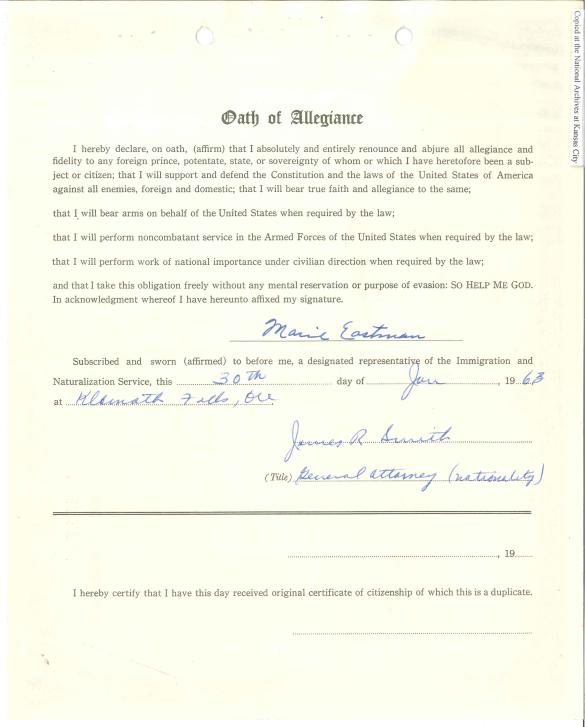 Copied at the National Archives at Kansas City
Oath of Allegiance
I hereby declare, on oath, (affirm) that I absolutely and entirely renounce and abjure all allegiance and
fidelity to any foreign prince, potentate, state, or sovereignty of whom or which I have heretofore been a sub-
ject or citizen; that I will support and defend the Constitution and the laws of the United States of America
against all enemies, foreign and domestic; that I will bear true faith and allegiance to the same;
that I will bear arms on behalf of the United States when required by the law;
that I will perform noncombatant service in the Armed Forces of the United States when required by the law;
that I will perform work of national importance under civilian direction when required by the law;
and that I take this obligation freely without any mental reservation or purpose of evasion: SO HELP ME GOD.
In acknowledgment whereof I have hereunto affixed my signature.
Marie Eastman
Subscribed and sworn (affirmed) to before me, a designated representative of the Immigration and
Naturalization Service, this 30th day of Jan, 1963
at Klamath Falls, Ore
James R Smith
(Title) General attorney (nationality)
, 19
I hereby certify that I have this day received original certificate of citizenship of which this is a duplicate.